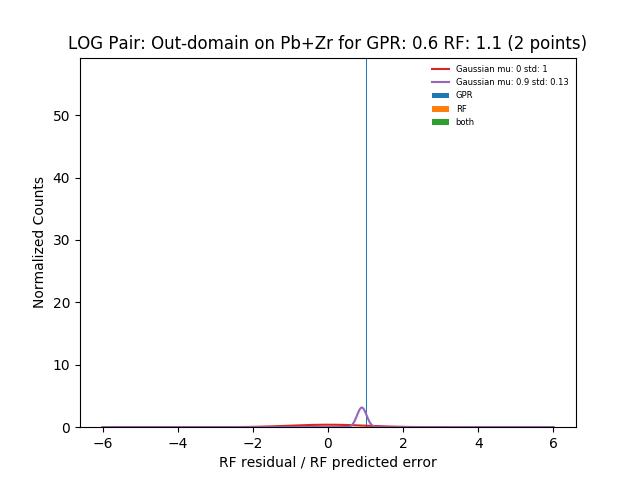 LOG Pair: Out-domain on Pb+Zr for GPR: 0.6 RF: 1.1 (2 points)
Gaussian mu: 0 std: 1
Gaussian mu: 0.9 std: 0.13
GPR
RF
both
Normalized Counts
50
40
30
20
10
0
−6
−4
−2
0
2
4
6
RF residual / RF predicted error